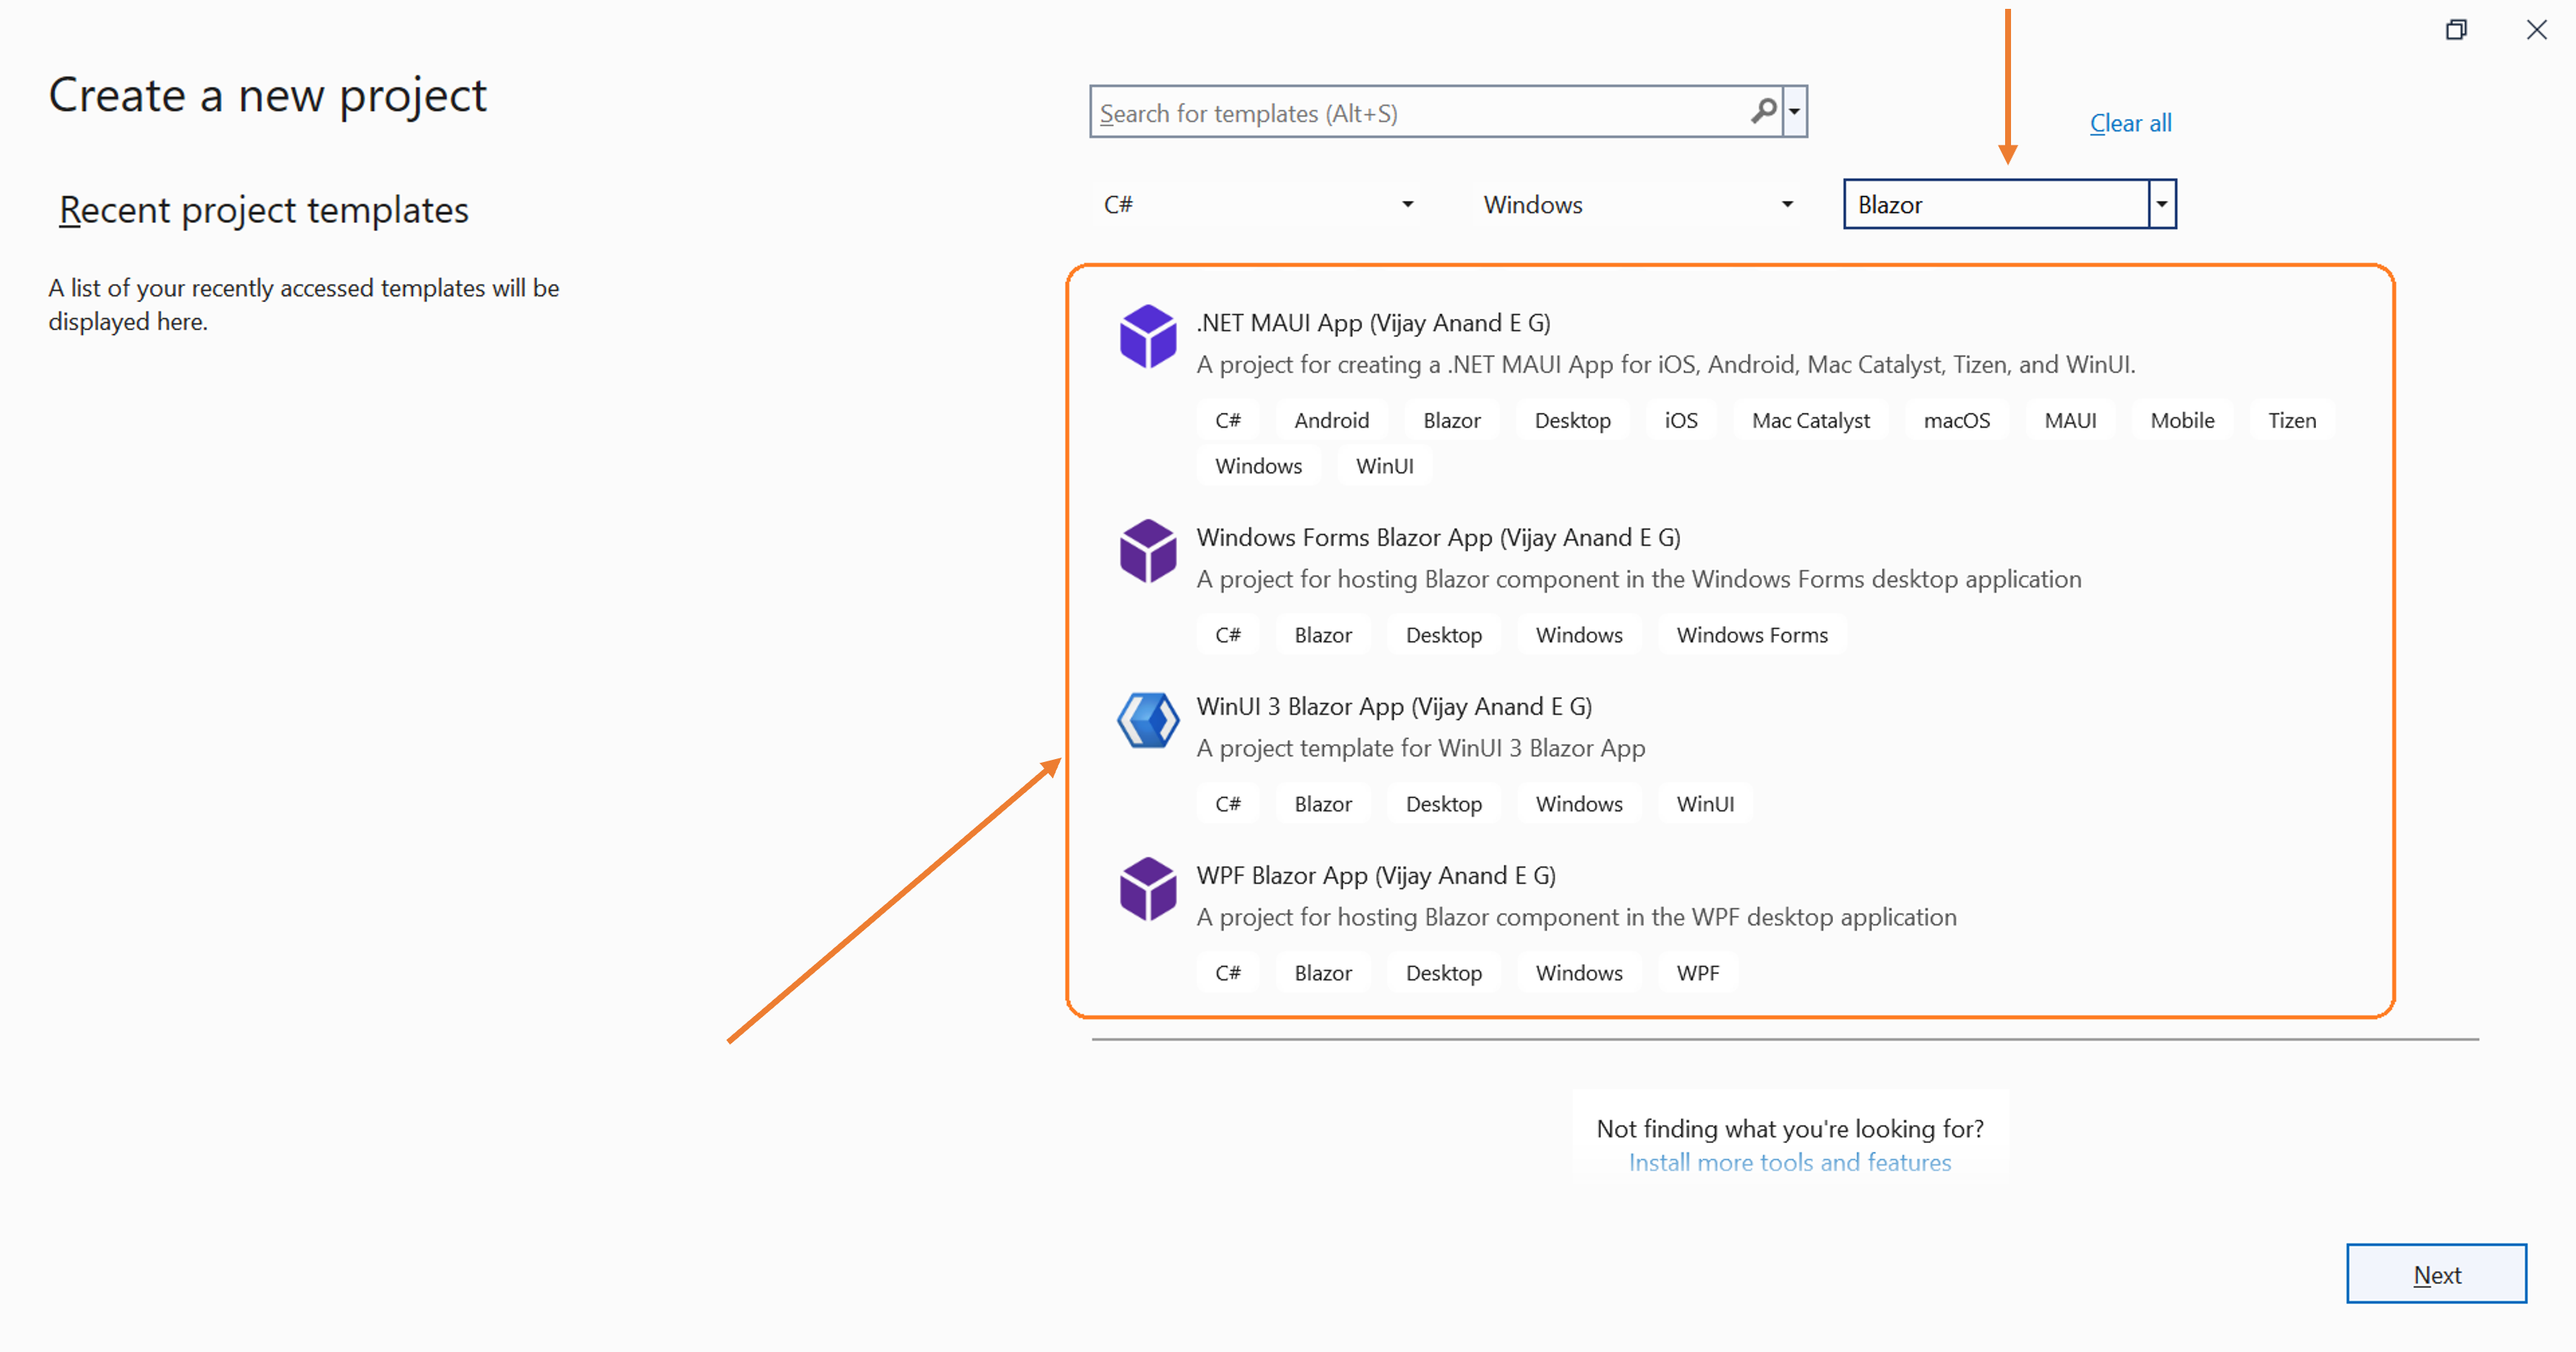 Create a new project
Search for templates (Alt+S)
Clear all
Recent project templates
C# Windows Blazor
A list of your recently accessed templates will be
displayed here.
.NET MAUI App (Vijay Anand E G)
A project for creating a .NET MAUI App for iOS, Android, Mac Catalyst, Tizen, and WinUI.
C# Android Blazor Desktop iOS Mac Catalyst macOS MAUI Mobile Tizen
Windows WinUI
Windows Forms Blazor App (Vijay Anand E G)
A project for hosting Blazor component in the Windows Forms desktop application
C# Blazor Desktop Windows Windows Forms
WinUI 3 Blazor App (Vijay Anand E G)
A project template for WinUI 3 Blazor App
C# Blazor Desktop Windows WinUI
WPF Blazor App (Vijay Anand E G)
A project for hosting Blazor component in the WPF desktop application
C# Blazor Desktop Windows WPF
Not finding what you're looking for?
Install more tools and features
Next